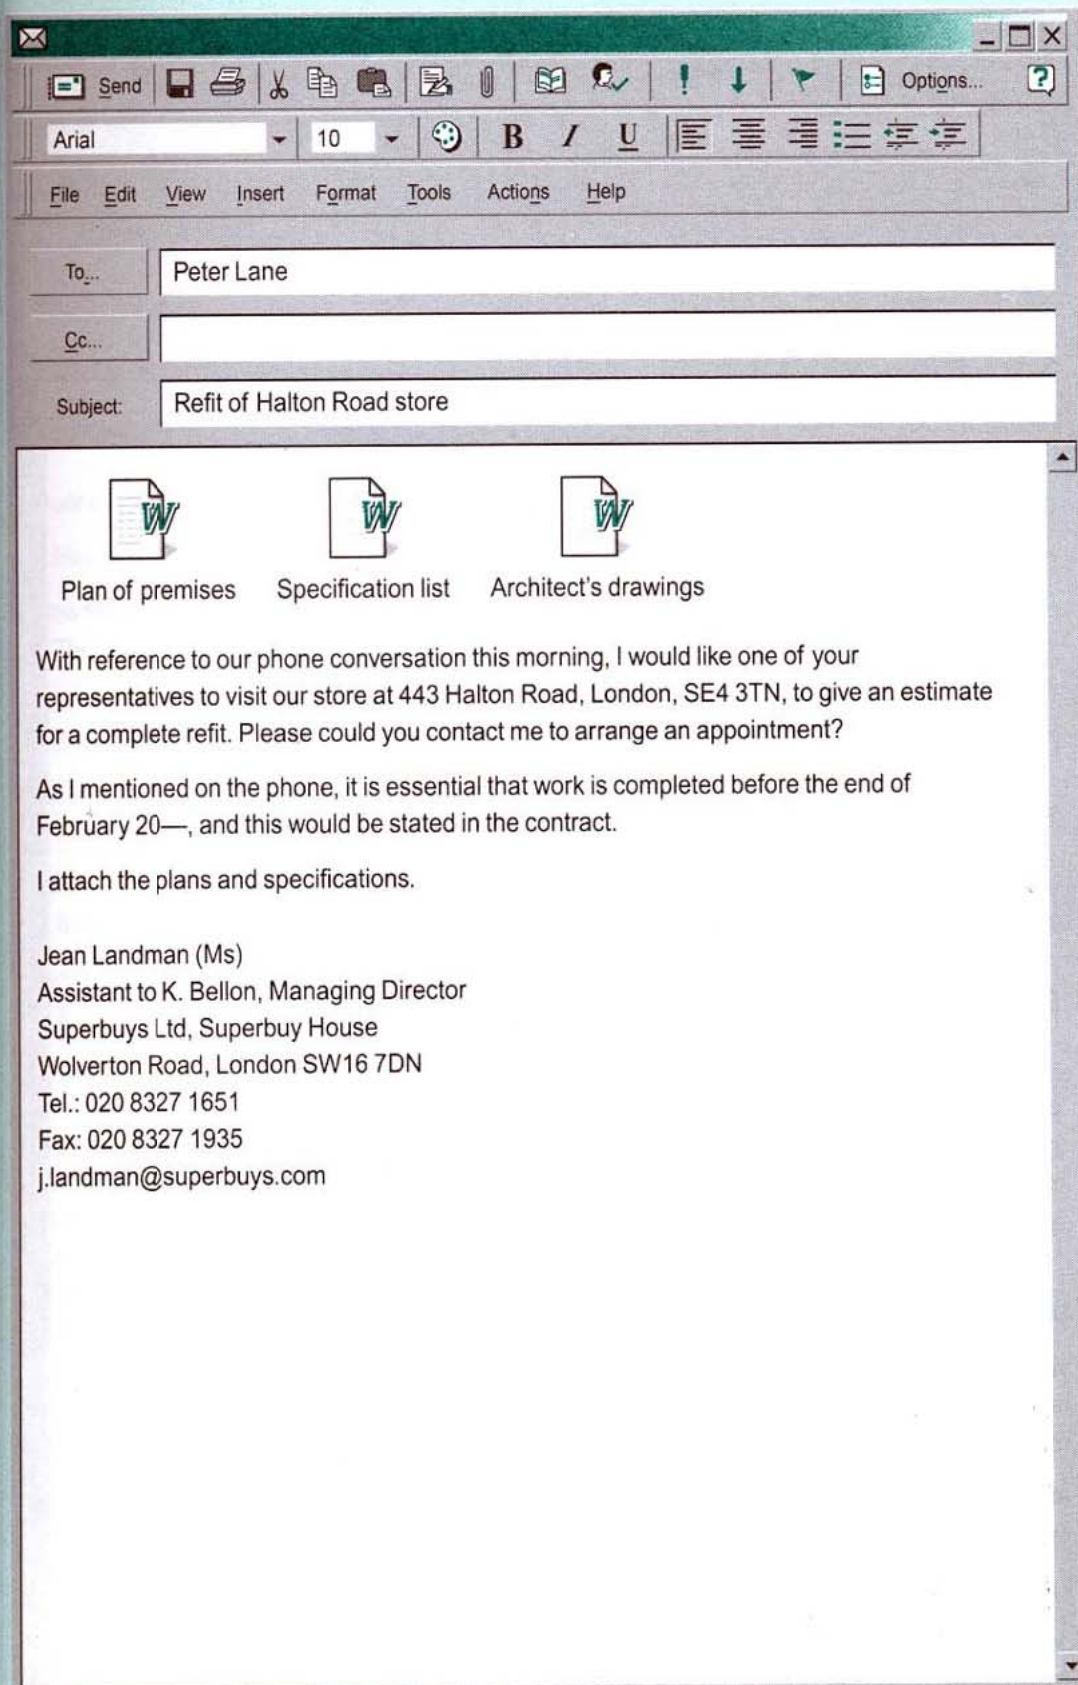 Send
Options...
Arial
10
B I U
File Edit View Insert Format Tools Actions Help
To... Peter Lane
Cc...
Subject: Refit of Halton Road store
W W W
Plan of premises Specification list Architect's drawings
With reference to our phone conversation this morning, I would like one of your
representatives to visit our store at 443 Halton Road, London, SE4 3TN, to give an estimate
for a complete refit. Please could you contact me to arrange an appointment?
As I mentioned on the phone, it is essential that work is completed before the end of
February 20—, and this would be stated in the contract.
I attach the plans and specifications.
Jean Landman (Ms)
Assistant to K. Bellon, Managing Director
Superbuys Ltd, Superbuy House
Wolverton Road, London SW16 7DN
Tel.: 020 8327 1651
Fax: 020 8327 1935
j.landman@superbuys.com